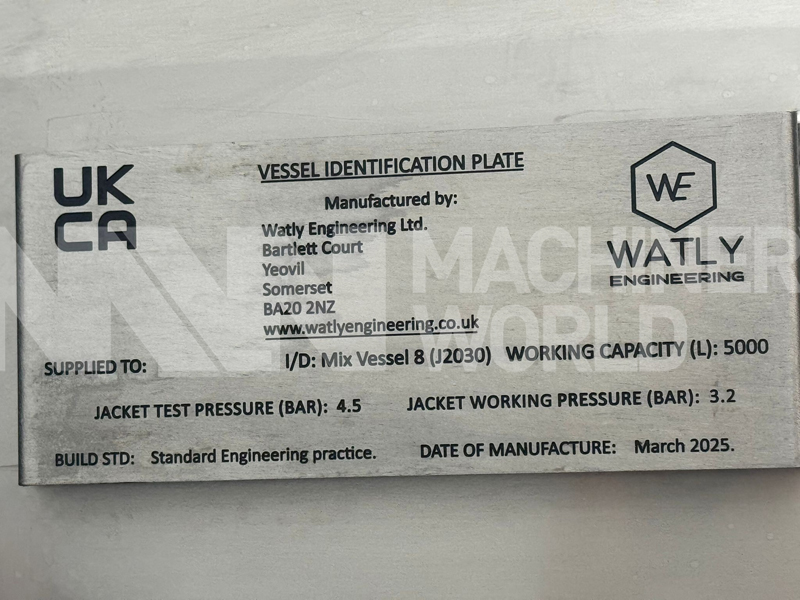 UK
CA
VESSEL IDENTIFICATION PLATE
Manufactured by:
Watly Engineering Ltd.
Bartlett Court
Yeovil
Somerset
BA20 2NZ
www.watlyengineering.co.uk
WE
WATLY
ENGINEERING
MACHINERY
WORLD
SUPPLIED TO:
I/D: Mix Vessel 8 (J2030) WORKING CAPACITY (L): 5000
JACKET TEST PRESSURE (BAR): 4.5 JACKET WORKING PRESSURE (BAR): 3.2
BUILD STD: Standard Engineering practice. DATE OF MANUFACTURE: March 2025.